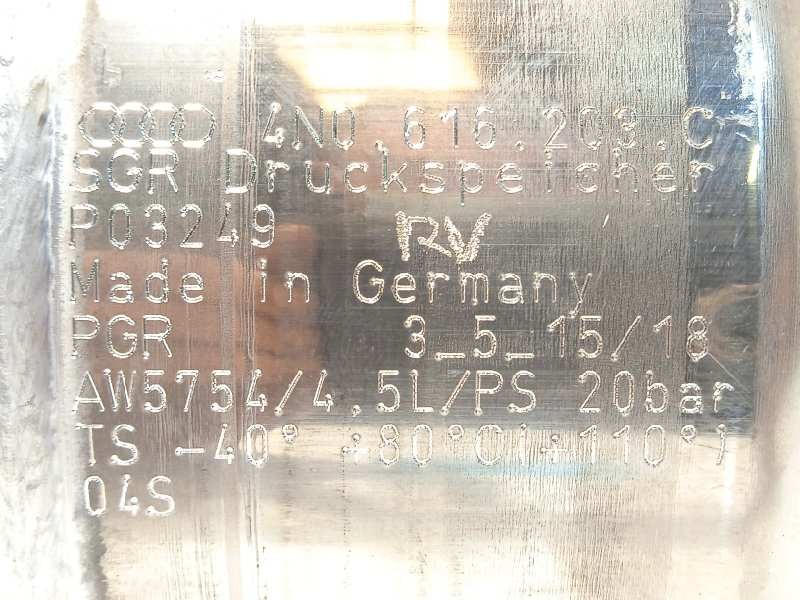 4N0.616.203.C
SGR Druckspeicher
P03249 RV
Made in Germany
PGR 3_5_15/18
AW5754/4,5L/PS 20bar
TS -40° +80°C(+110°)
04S